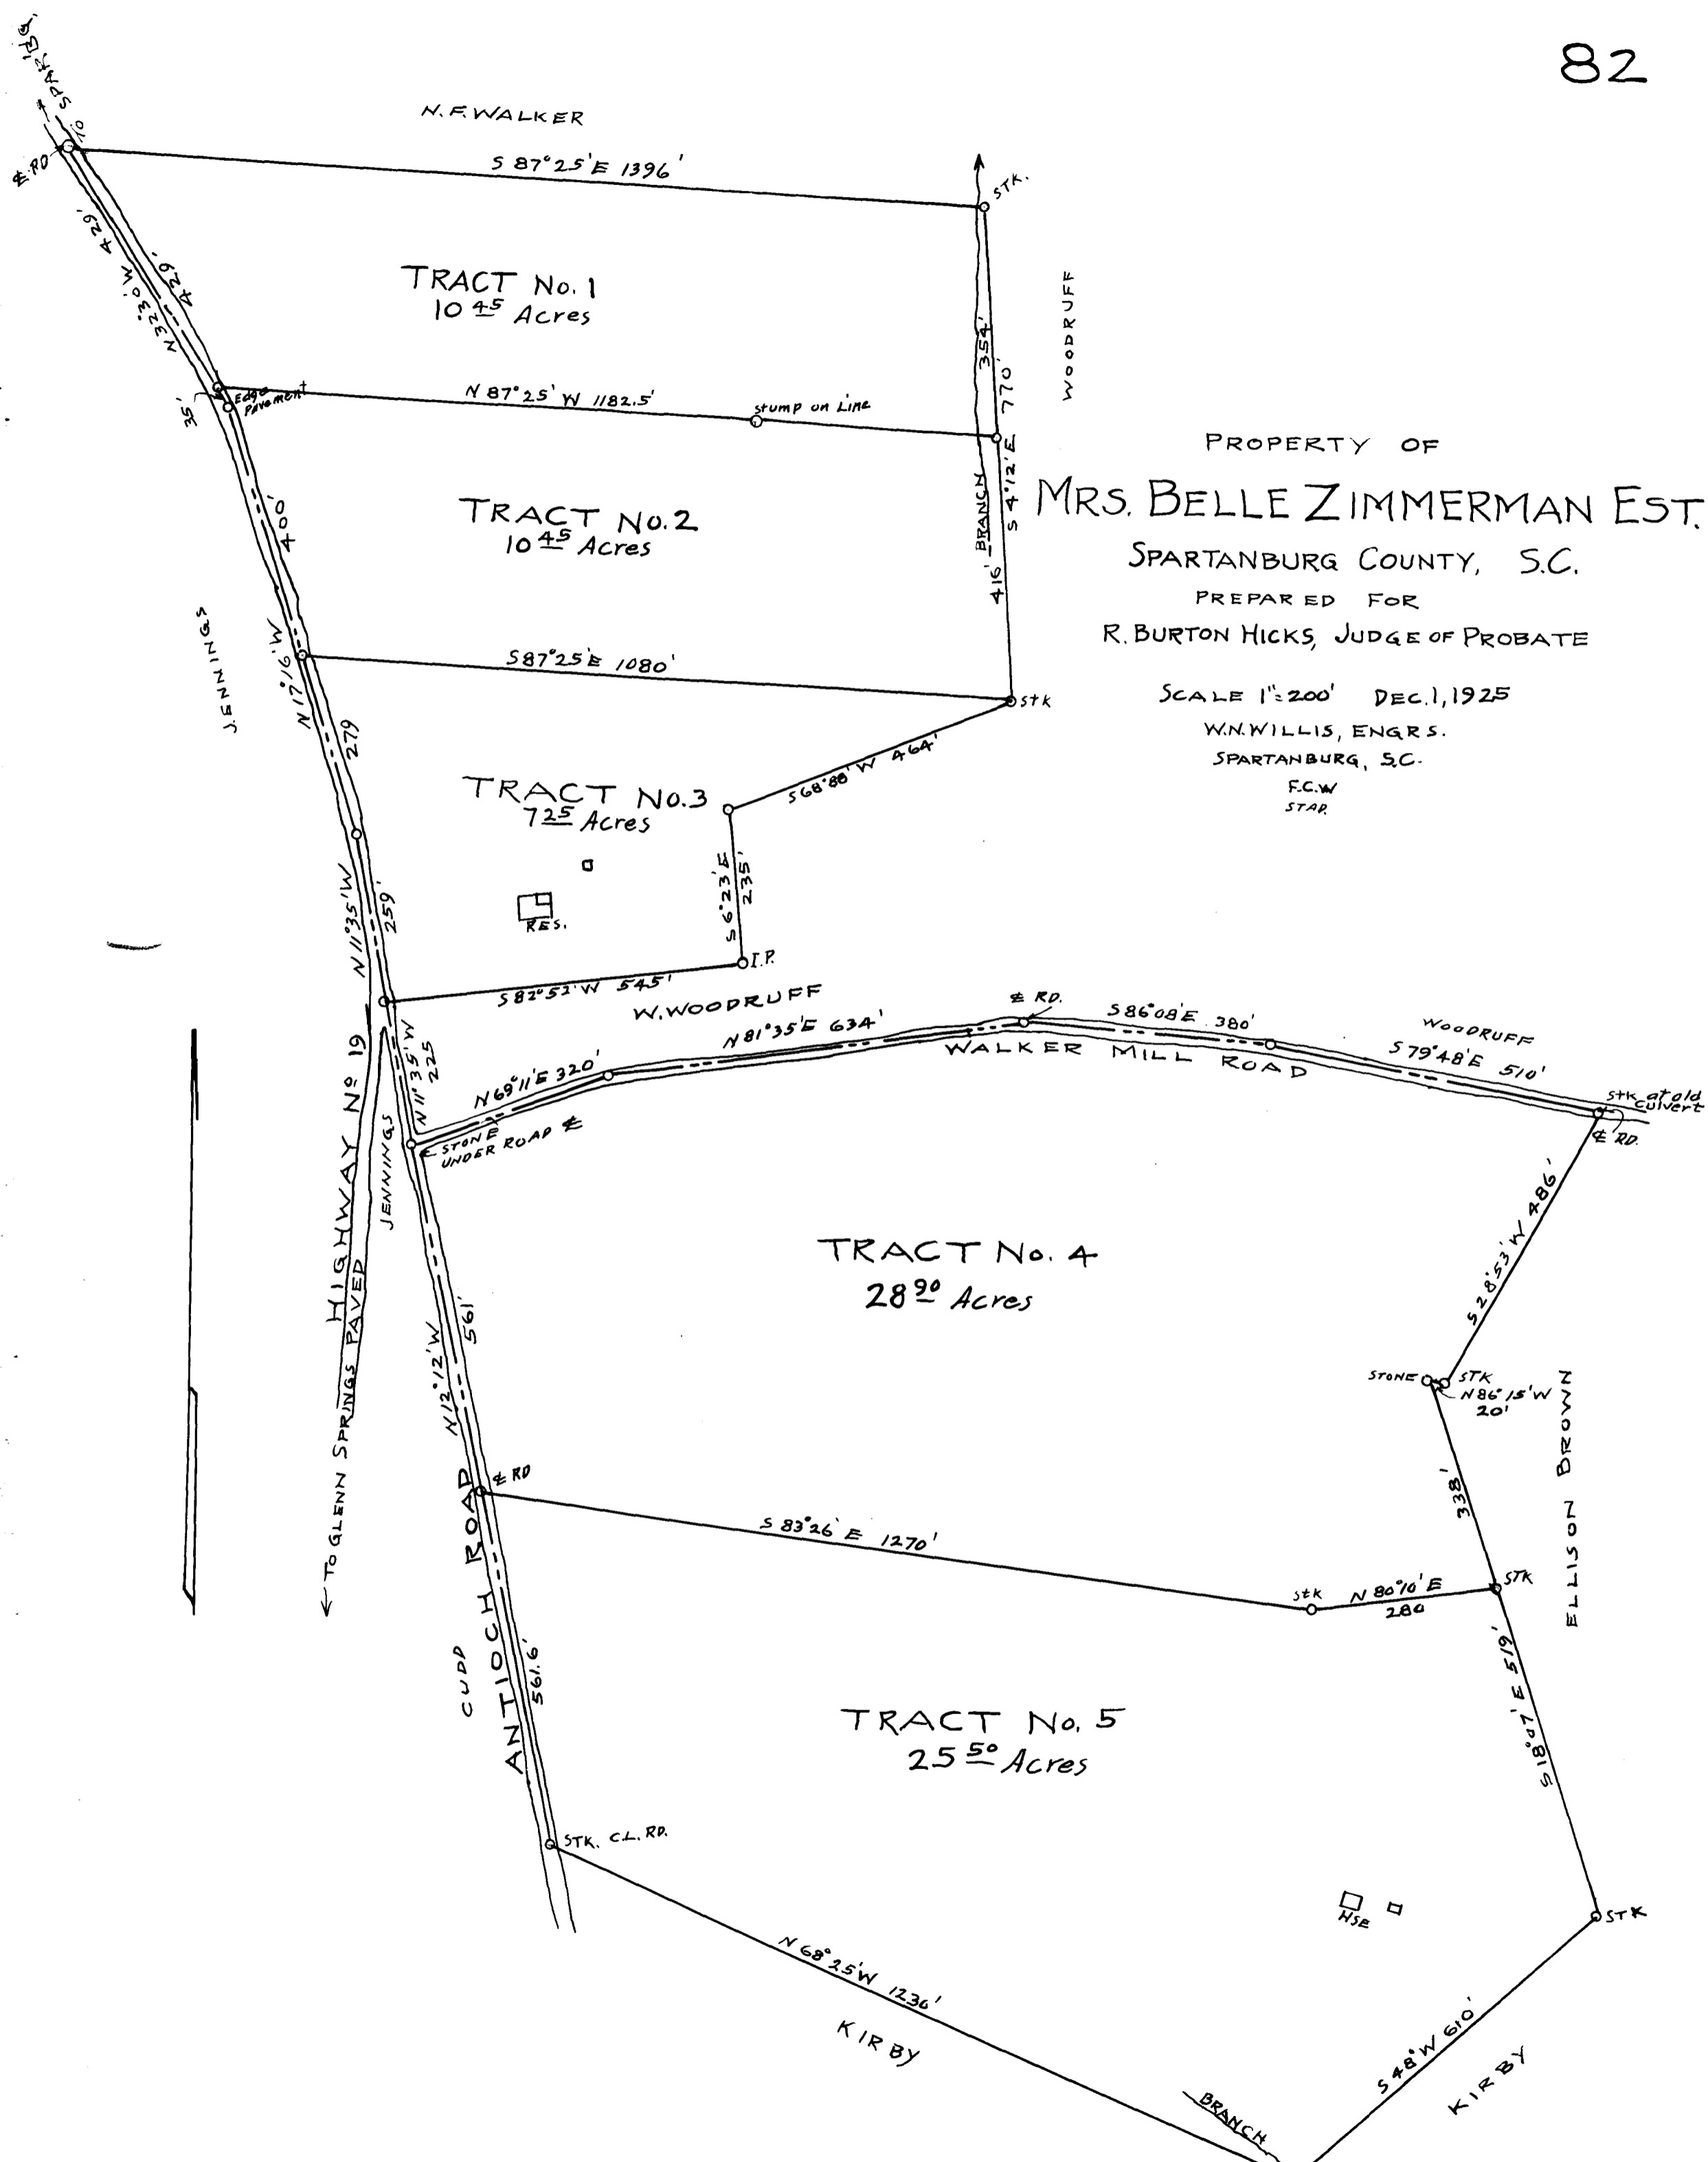 82
TO SPAR'B'G.
N. F. WALKER
℄ RD
S 87°25'E 1396'
STK.
N 32°30'W 429'
429'
TRACT No. 1
10 45 Acres
354'
WOODRUFF
35'
Edge
Pavement
N 87°25' W 1182.5'
stump on Line
S 4°12'E 770'
BRANCH
416'
PROPERTY OF
MRS. BELLE ZIMMERMAN EST.
SPARTANBURG COUNTY, S.C.
PREPARED FOR
R. BURTON HICKS, JUDGE OF PROBATE
SCALE 1"=200' DEC. 1, 1925
W.N. WILLIS, ENGRS.
SPARTANBURG, S.C.
F.C.W
TRACT No. 2
10 45 Acres
400'
JENNINGS
N 17°16'W
S 87°25'E 1080'
stk
279
TRACT No. 3
7 25 Acres
S 68°88'W 464'
S 6°23'E
235'
RES.
N 11°35'W
259'
I.P.
S 82°52'W 545'
W. WOODRUFF
N 11°35'W
225
N 69°11'E 320'
N 81°35'E 634'
℄ RD.
S 86°08'E 380'
WOODRUFF
S 79°48'E 510'
WALKER MILL ROAD
stk at old
culvert
℄ RD.
STONE
UNDER ROAD ℄
HIGHWAY No 19
PAVED
JENNINGS
TO GLENN SPRINGS
TRACT No. 4
28 90 Acres
S 28°53'W 486'
STONE
STK
N 86°15'W
20'
N 12°12'W
561'
338'
ELLISON BROWN
℄ RD
S 83°26'E 1270'
stk
N 80°10'E
280
STK
ANTIOCH ROAD
CUDD
561.6'
TRACT No. 5
25 50 Acres
S 18°07'E 519'
STK. C.L. RD.
HSE
STK
N 68°25'W 1230'
KIRBY
S 48°W 610'
KIRBY
BRANCH